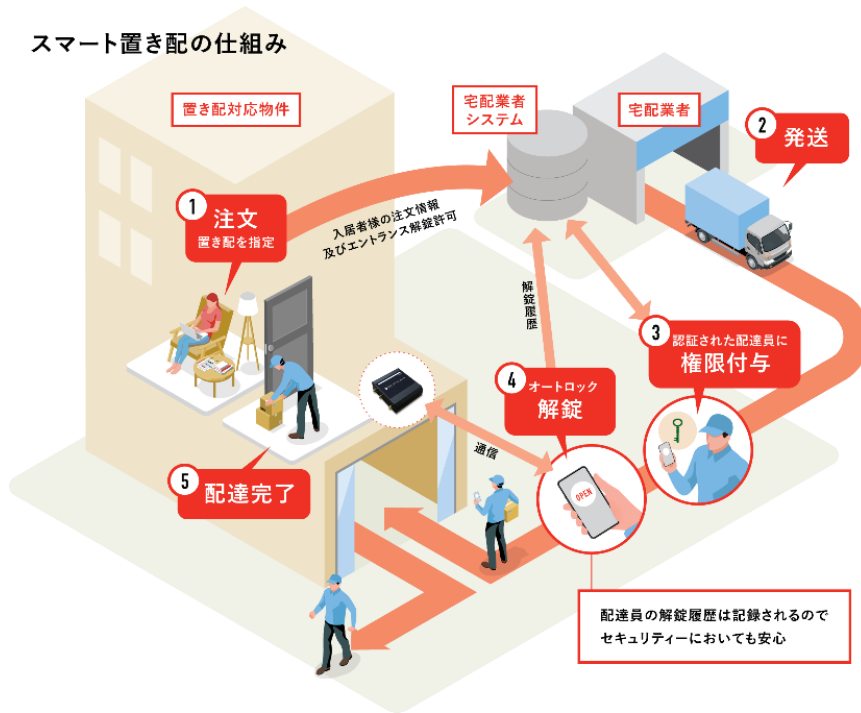 スマート置き配の仕組み
置き配対応物件
宅配業者
システム
宅配業者
2
発送
1
注文
置き配を指定
入居者様の注文情報
及びエントランス解錠許可
解錠履歴
3
認証された配達員に
権限付与
4
オートロック
解錠
OPEN
通信
5
配達完了
配達員の解錠履歴は記録されるので
セキュリティーにおいても安心